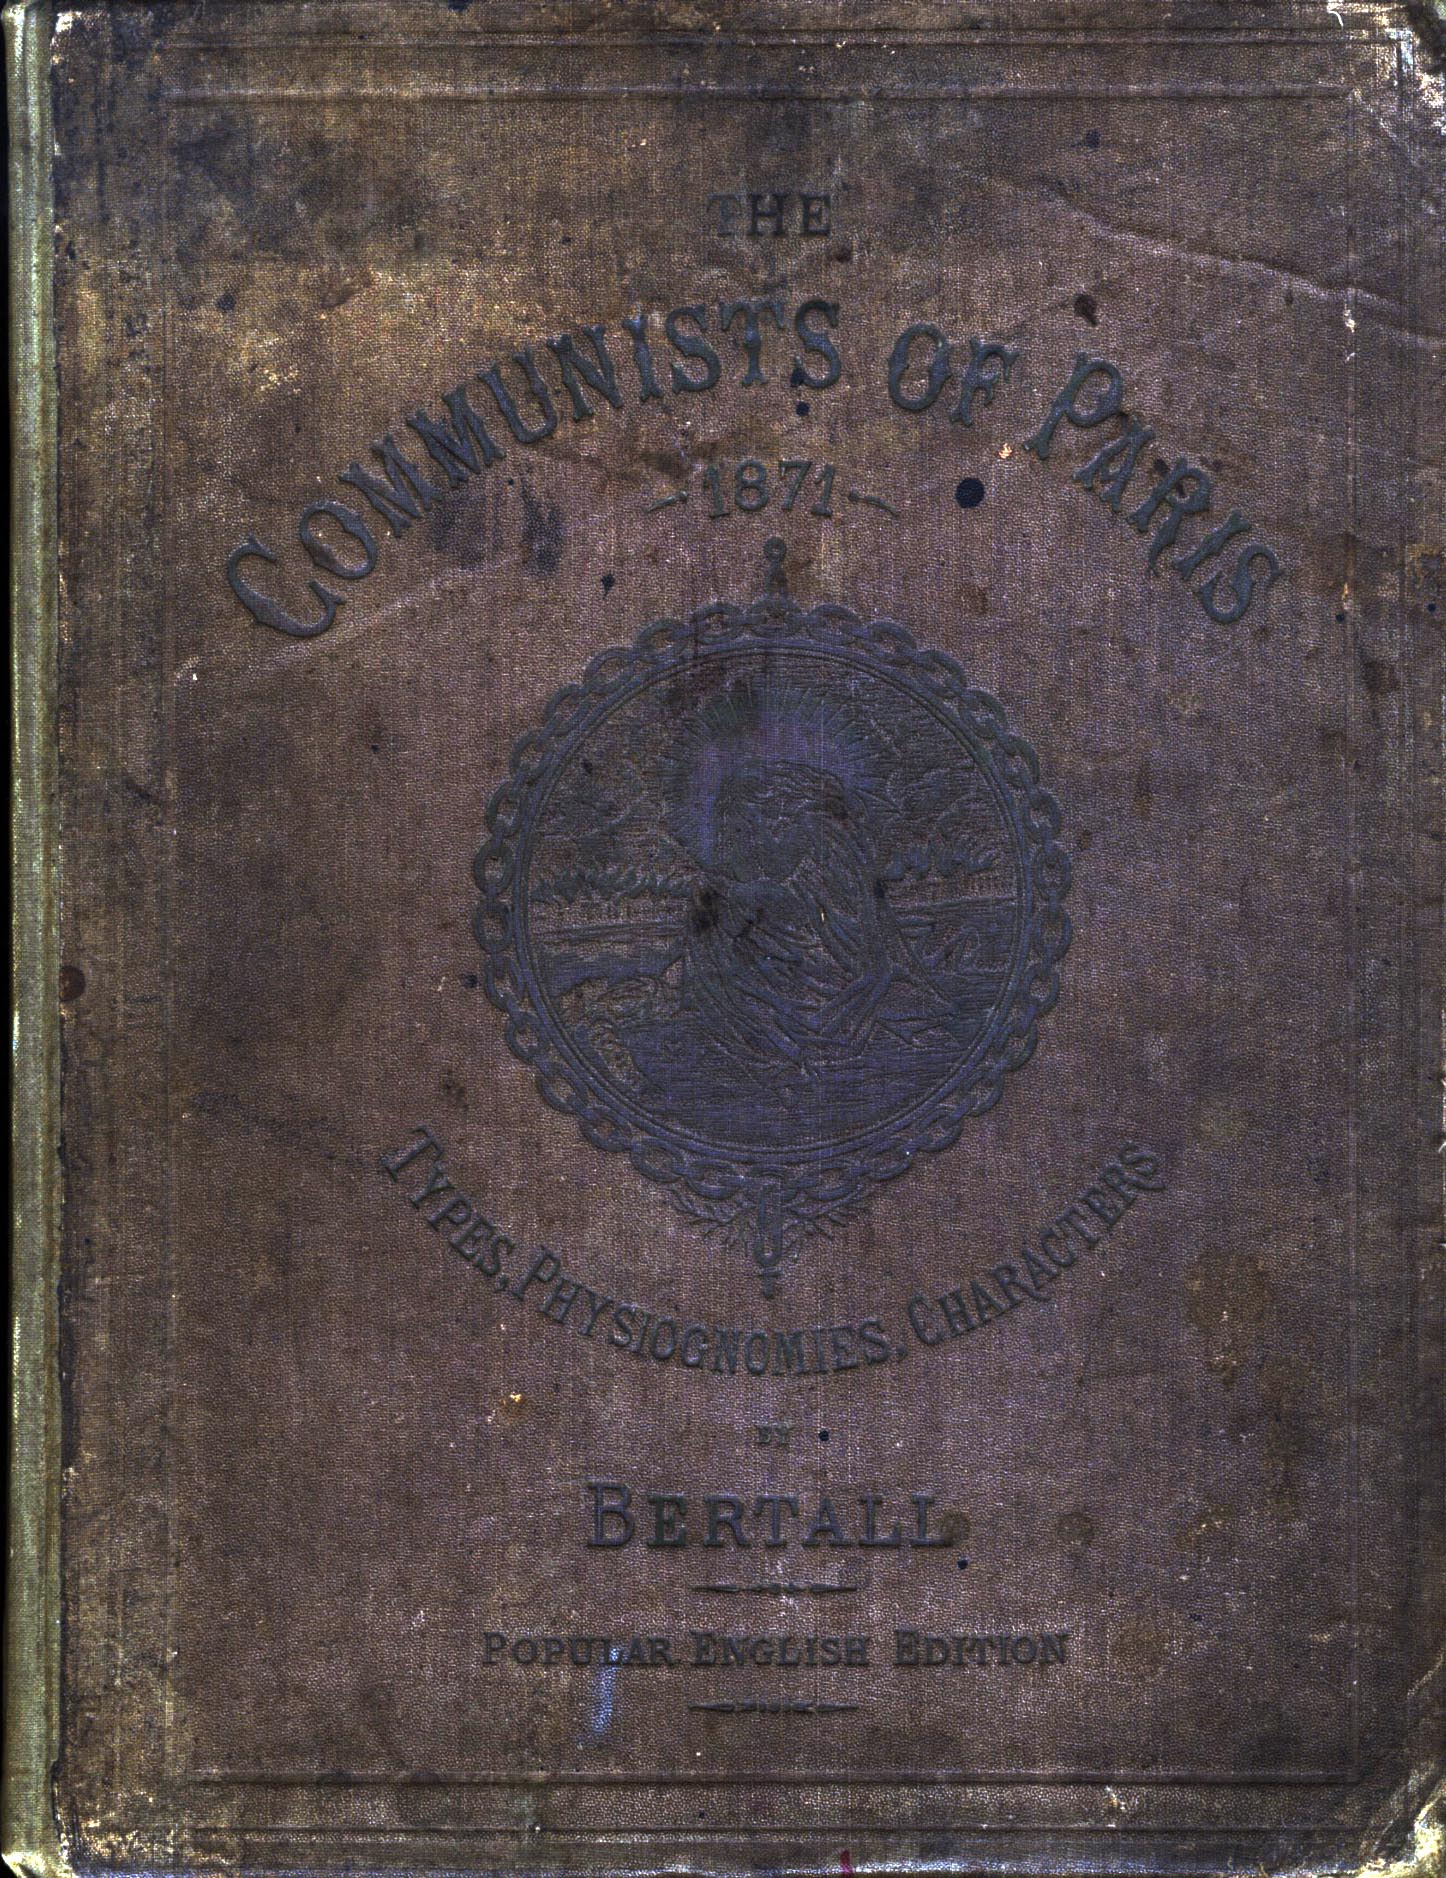 THE
COMMUNISTS OF PARIS
1871
TYPES, PHYSIOGNOMIES, CHARACTERS
BY
BERTALL
POPULAR ENGLISH EDITION